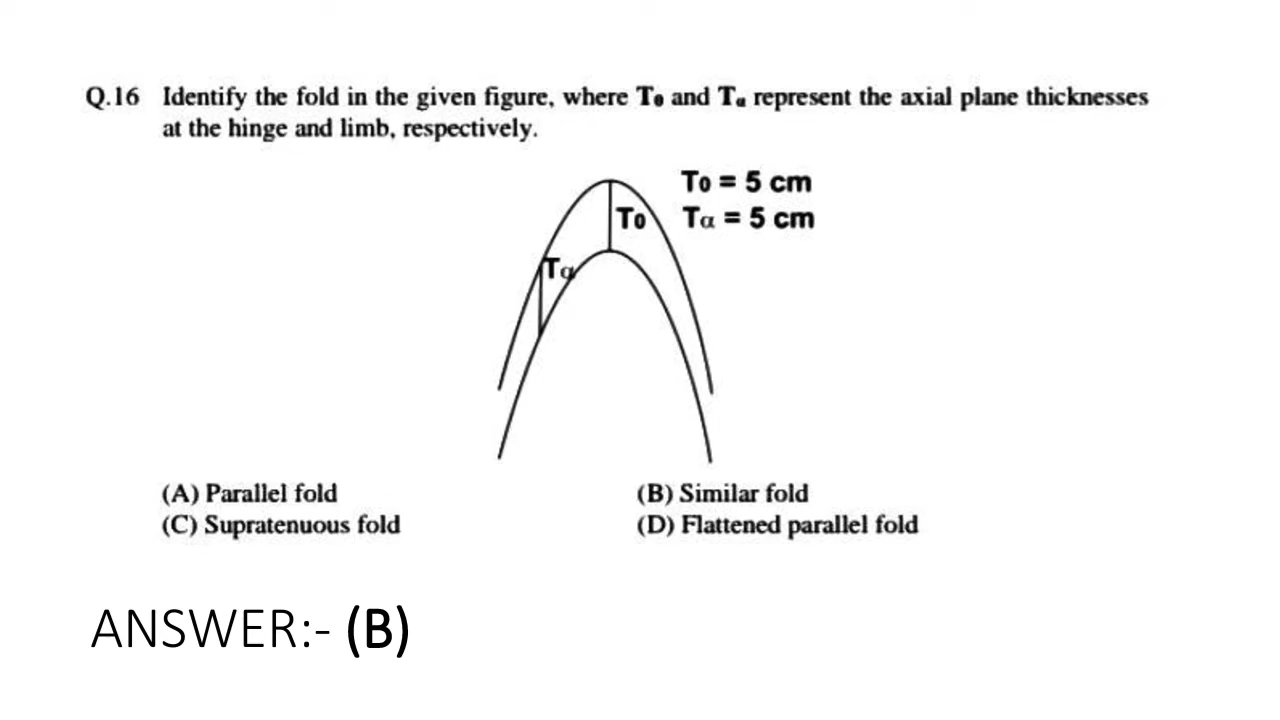 Q.16 Identify the fold in the given figure, where T₀ and Tα represent the axial plane thicknesses
at the hinge and limb, respectively.
T₀ = 5 cm
T₀ Tα = 5 cm
Tα
(A) Parallel fold (B) Similar fold
(C) Supratenuous fold (D) Flattened parallel fold
ANSWER:- (B)